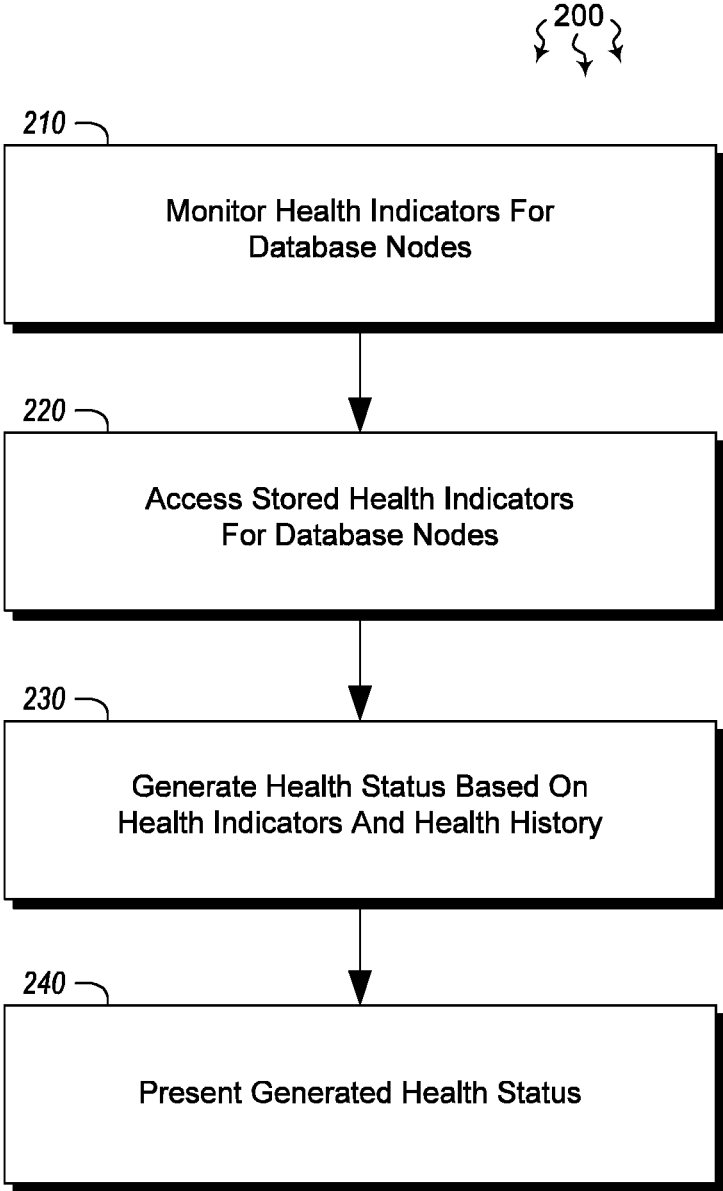 200
210
Monitor Health Indicators For
Database Nodes
220
Access Stored Health Indicators
For Database Nodes
230
Generate Health Status Based On
Health Indicators And Health History
240
Present Generated Health Status